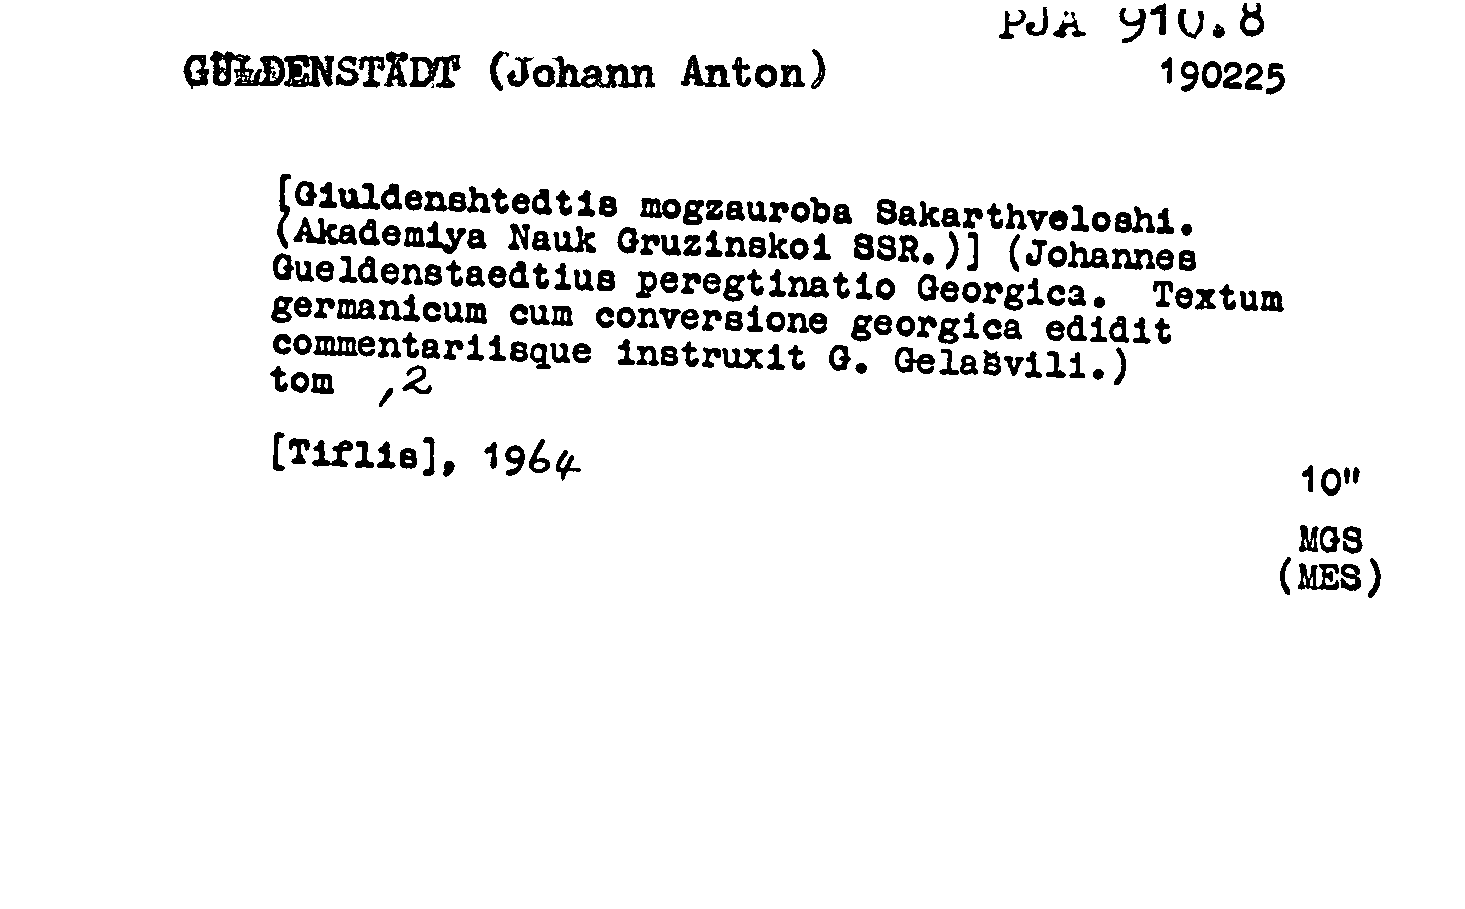 PJA 910.8
GÜLDENSTÄDT (Johann Anton)
190225
[Giuldenshtedtis mogzauroba Sakarthveloshi.
(Akademiya Nauk Gruzinskoi SSR.)] (Johannes
Gueldenstaedtius peregtinatio Georgica. Textum
germanicum cum conversione georgica edidit
commentariisque instruxit G. Gelašvili.)
tom ,2
[Tiflis], 1964
10"
MGS
(MES)